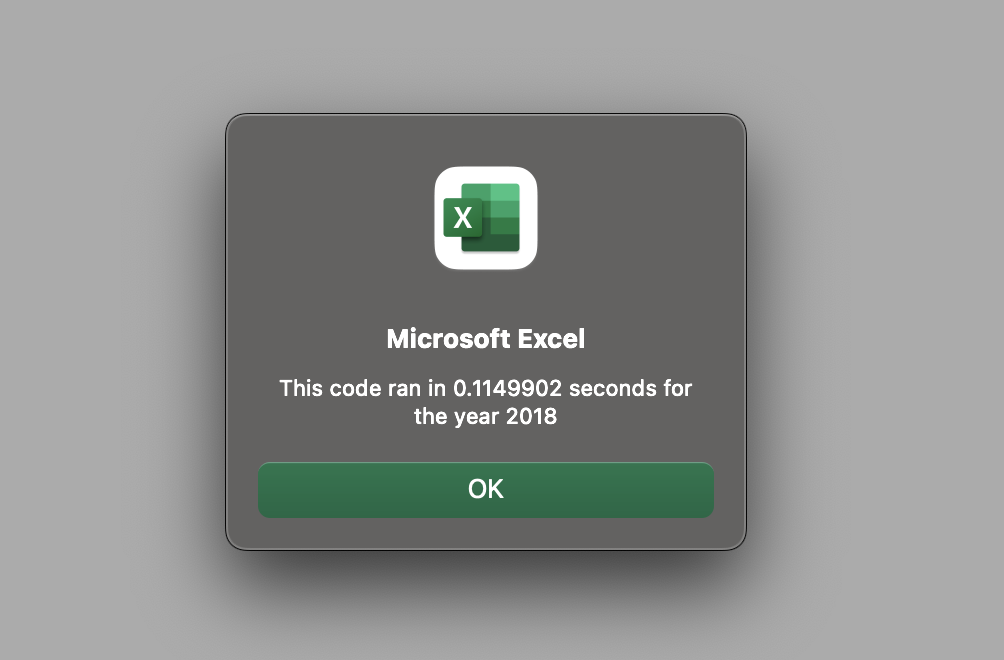 X
Microsoft Excel
This code ran in 0.1149902 seconds for
the year 2018
OK